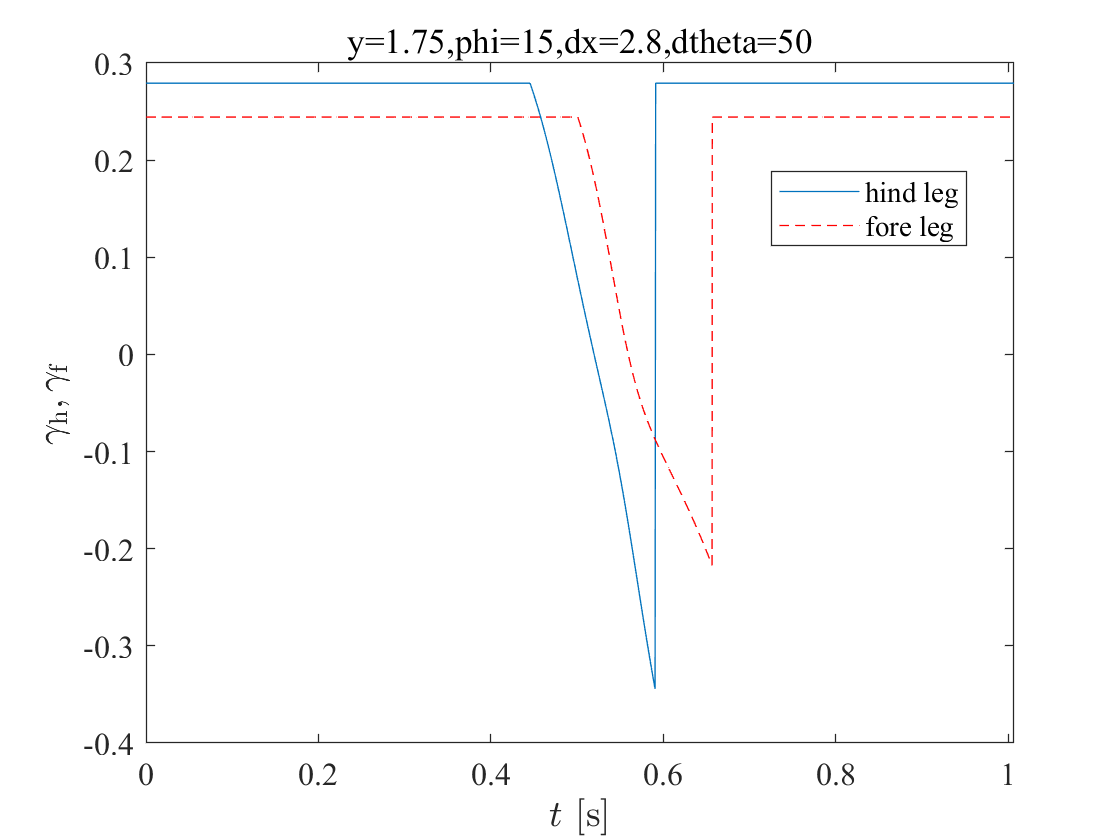 y=1.75,phi=15,dx=2.8,dtheta=50
0.3
0.2
0.1
0
-0.1
-0.2
-0.3
-0.4
γh, γf
hind leg
fore leg
0 0.2 0.4 0.6 0.8 1
t [s]